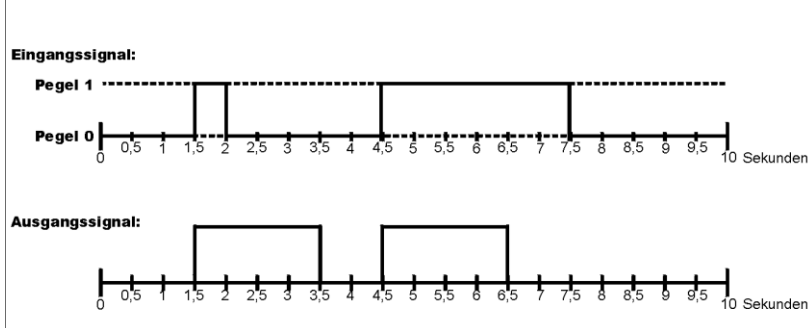 Eingangssignal:
Pegel 1
Pegel 0
0 0,5 1 1,5 2 2,5 3 3,5 4 4,5 5 5,5 6 6,5 7 7,5 8 8,5 9 9,5 10 Sekunden
Ausgangssignal:
0 0,5 1 1,5 2 2,5 3 3,5 4 4,5 5 5,5 6 6,5 7 7,5 8 8,5 9 9,5 10 Sekunden